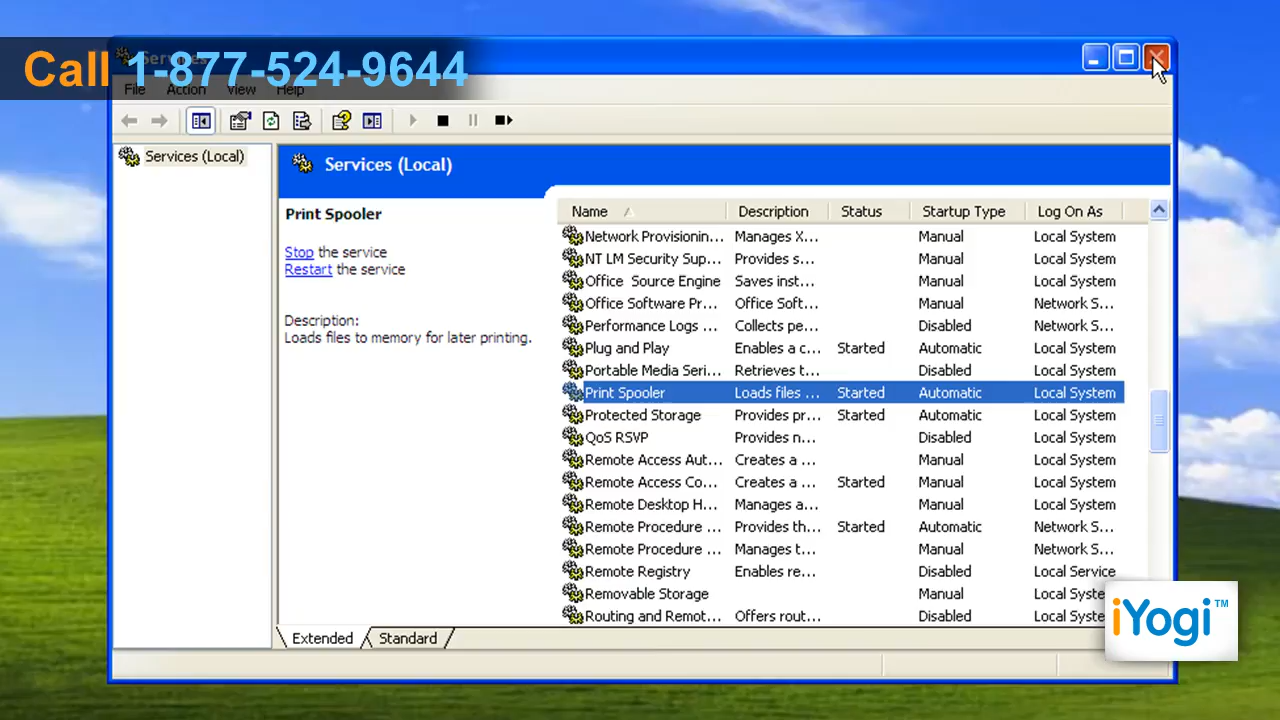 Services
Call 1-877-524-9644
File Action View Help
Services (Local)
Services (Local)
Print Spooler
Stop the service
Restart the service
Description:
Loads files to memory for later printing.
Name Description Status Startup Type Log On As
Network Provisionin... Manages X... Manual Local System
NT LM Security Sup... Provides s... Manual Local System
Office Source Engine Saves inst... Manual Local System
Office Software Pr... Office Soft... Manual Network S...
Performance Logs ... Collects pe... Disabled Network S...
Plug and Play Enables a c... Started Automatic Local System
Portable Media Seri... Retrieves t... Disabled Local System
Print Spooler Loads files ... Started Automatic Local System
Protected Storage Provides pr... Started Automatic Local System
QoS RSVP Provides n... Disabled Local System
Remote Access Aut... Creates a ... Manual Local System
Remote Access Co... Creates a ... Started Manual Local System
Remote Desktop H... Manages a... Manual Local System
Remote Procedure ... Provides th... Started Automatic Network S...
Remote Procedure ... Manages t... Manual Network S...
Remote Registry Enables re... Disabled Local Service
Removable Storage Manual Local Syste
Routing and Remot... Offers rout... Disabled Local Syste
Extended Standard
iYogi™